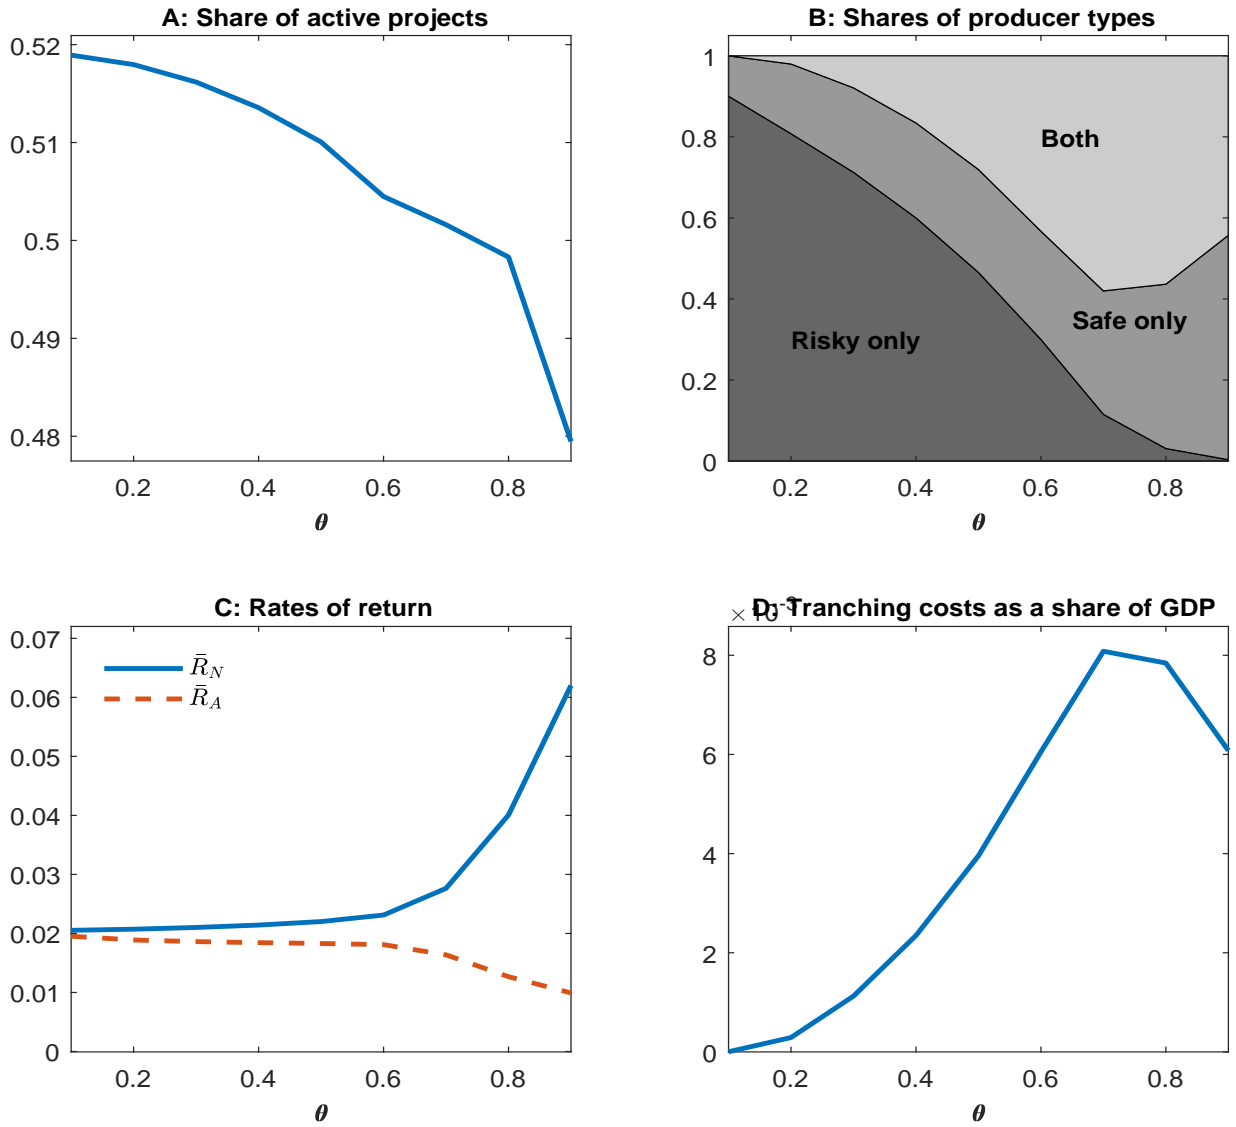 A: Share of active projects
0.52
0.51
0.5
0.49
0.48
0.2 0.4 0.6 0.8
θ
B: Shares of producer types
1
0.8
0.6
0.4
0.2
0
Both
Safe only
Risky only
0.2 0.4 0.6 0.8
θ
C: Rates of return
0.07
0.06
0.05
0.04
0.03
0.02
0.01
0
R̄_N
R̄_A
0.2 0.4 0.6 0.8
θ
D: Tranching costs as a share of GDP
× 10⁻³
8
6
4
2
0
0.2 0.4 0.6 0.8
θ